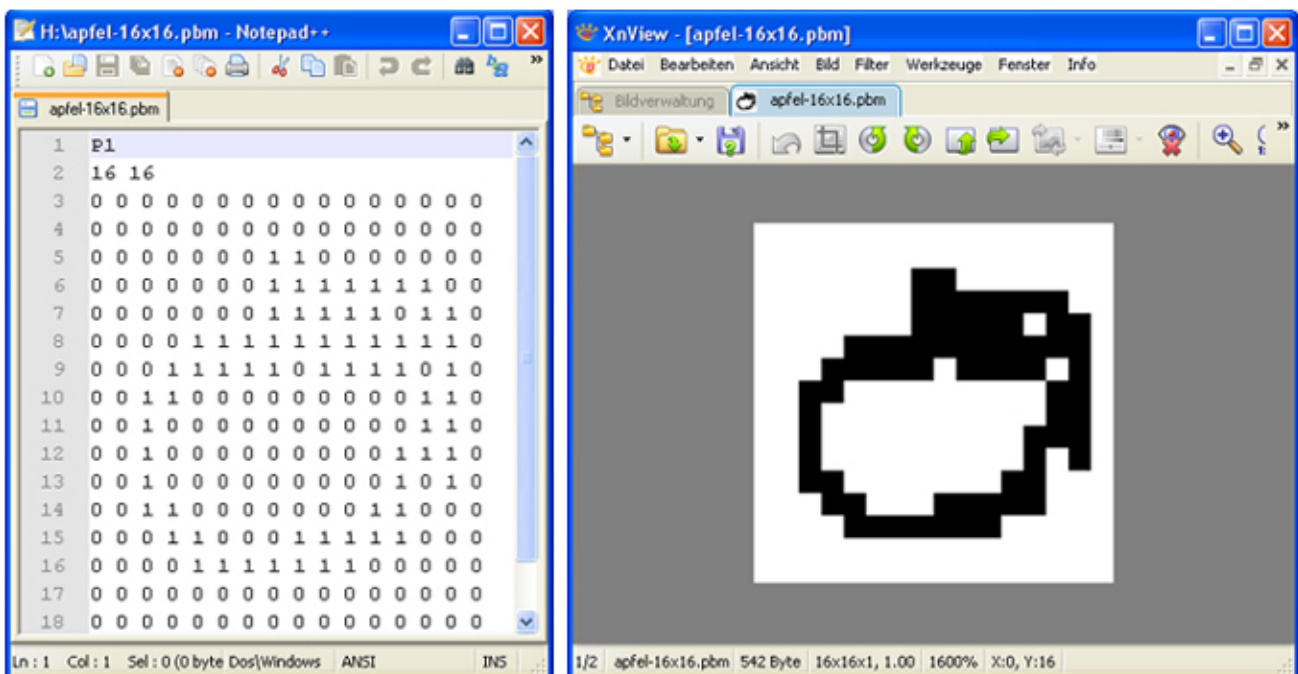 H:\apfel-16x16.pbm - Notepad++
apfel-16x16.pbm
1 P1
2 16 16
3 0 0 0 0 0 0 0 0 0 0 0 0 0 0 0 0
4 0 0 0 0 0 0 0 0 0 0 0 0 0 0 0 0
5 0 0 0 0 0 0 0 1 1 0 0 0 0 0 0 0
6 0 0 0 0 0 0 0 1 1 1 1 1 1 1 0 0
7 0 0 0 0 0 0 0 1 1 1 1 1 0 1 1 0
8 0 0 0 0 1 1 1 1 1 1 1 1 1 1 1 0
9 0 0 0 1 1 1 1 1 0 1 1 1 1 0 1 0
10 0 0 1 1 0 0 0 0 0 0 0 0 0 1 1 0
11 0 0 1 0 0 0 0 0 0 0 0 0 0 1 1 0
12 0 0 1 0 0 0 0 0 0 0 0 0 1 1 1 0
13 0 0 1 0 0 0 0 0 0 0 0 0 1 0 1 0
14 0 0 1 1 0 0 0 0 0 0 0 1 1 0 0 0
15 0 0 0 1 1 0 0 0 1 1 1 1 1 0 0 0
16 0 0 0 0 1 1 1 1 1 1 1 0 0 0 0 0
17 0 0 0 0 0 0 0 0 0 0 0 0 0 0 0 0
18 0 0 0 0 0 0 0 0 0 0 0 0 0 0 0 0
Ln : 1 Col : 1 Sel : 0 (0 byte Dos\Windows ANSI INS
XnView - [apfel-16x16.pbm]
Datei Bearbeiten Ansicht Bild Filter Werkzeuge Fenster Info
Bildverwaltung apfel-16x16.pbm
1/2 apfel-16x16.pbm 542 Byte 16x16x1, 1.00 1600% X:0, Y:16